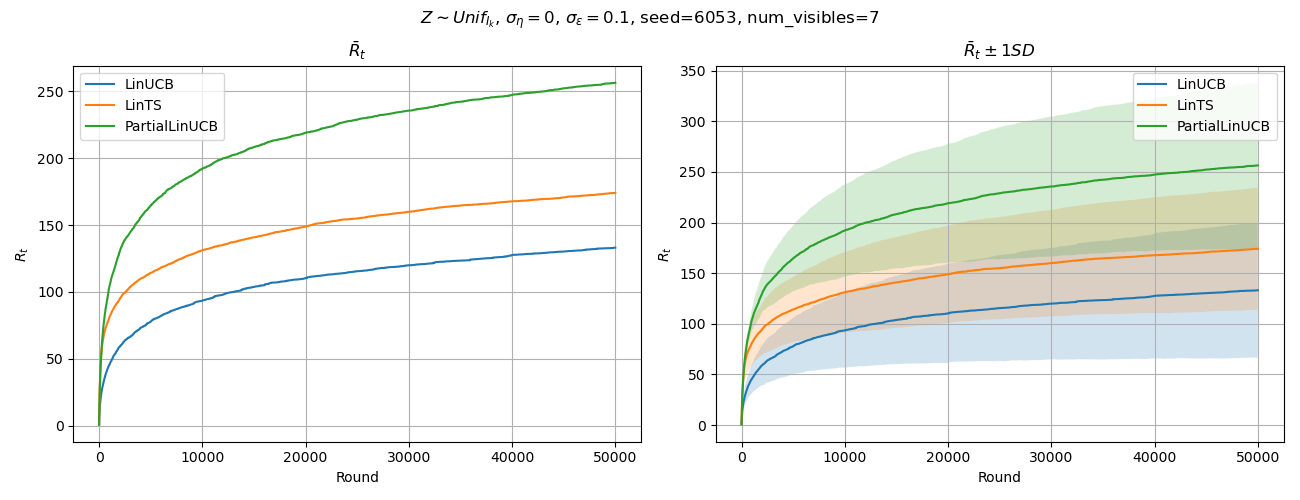 Z ~ Unif_{I_k}, σ_η = 0, σ_ε = 0.1, seed=6053, num_visibles=7
R̄_t
LinUCB
LinTS
PartialLinUCB
R_t
250
200
150
100
50
0
0 10000 20000 30000 40000 50000
Round
R̄_t ± 1SD
LinUCB
LinTS
PartialLinUCB
R_t
350
300
250
200
150
100
50
0
0 10000 20000 30000 40000 50000
Round